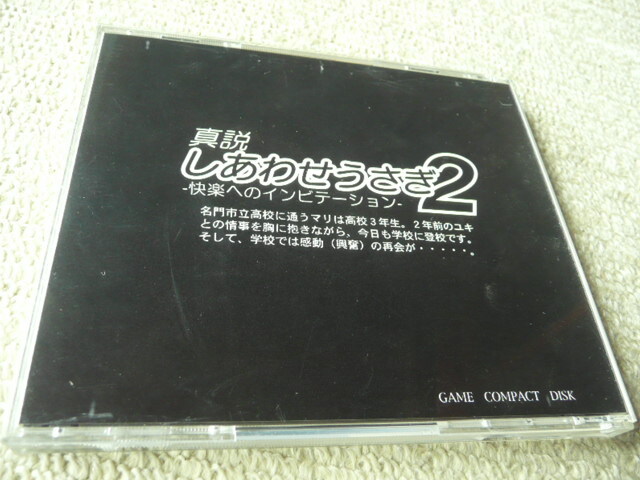 真説
しあわせうさぎ2
-快楽へのインビテーション-
名門市立高校に通うマリは高校3年生。2年前のユキ
との情事を胸に抱きながら、今日も学校に登校です。
そして、学校では感動（興奮）の再会が・・・・・。
GAME COMPACT DISK